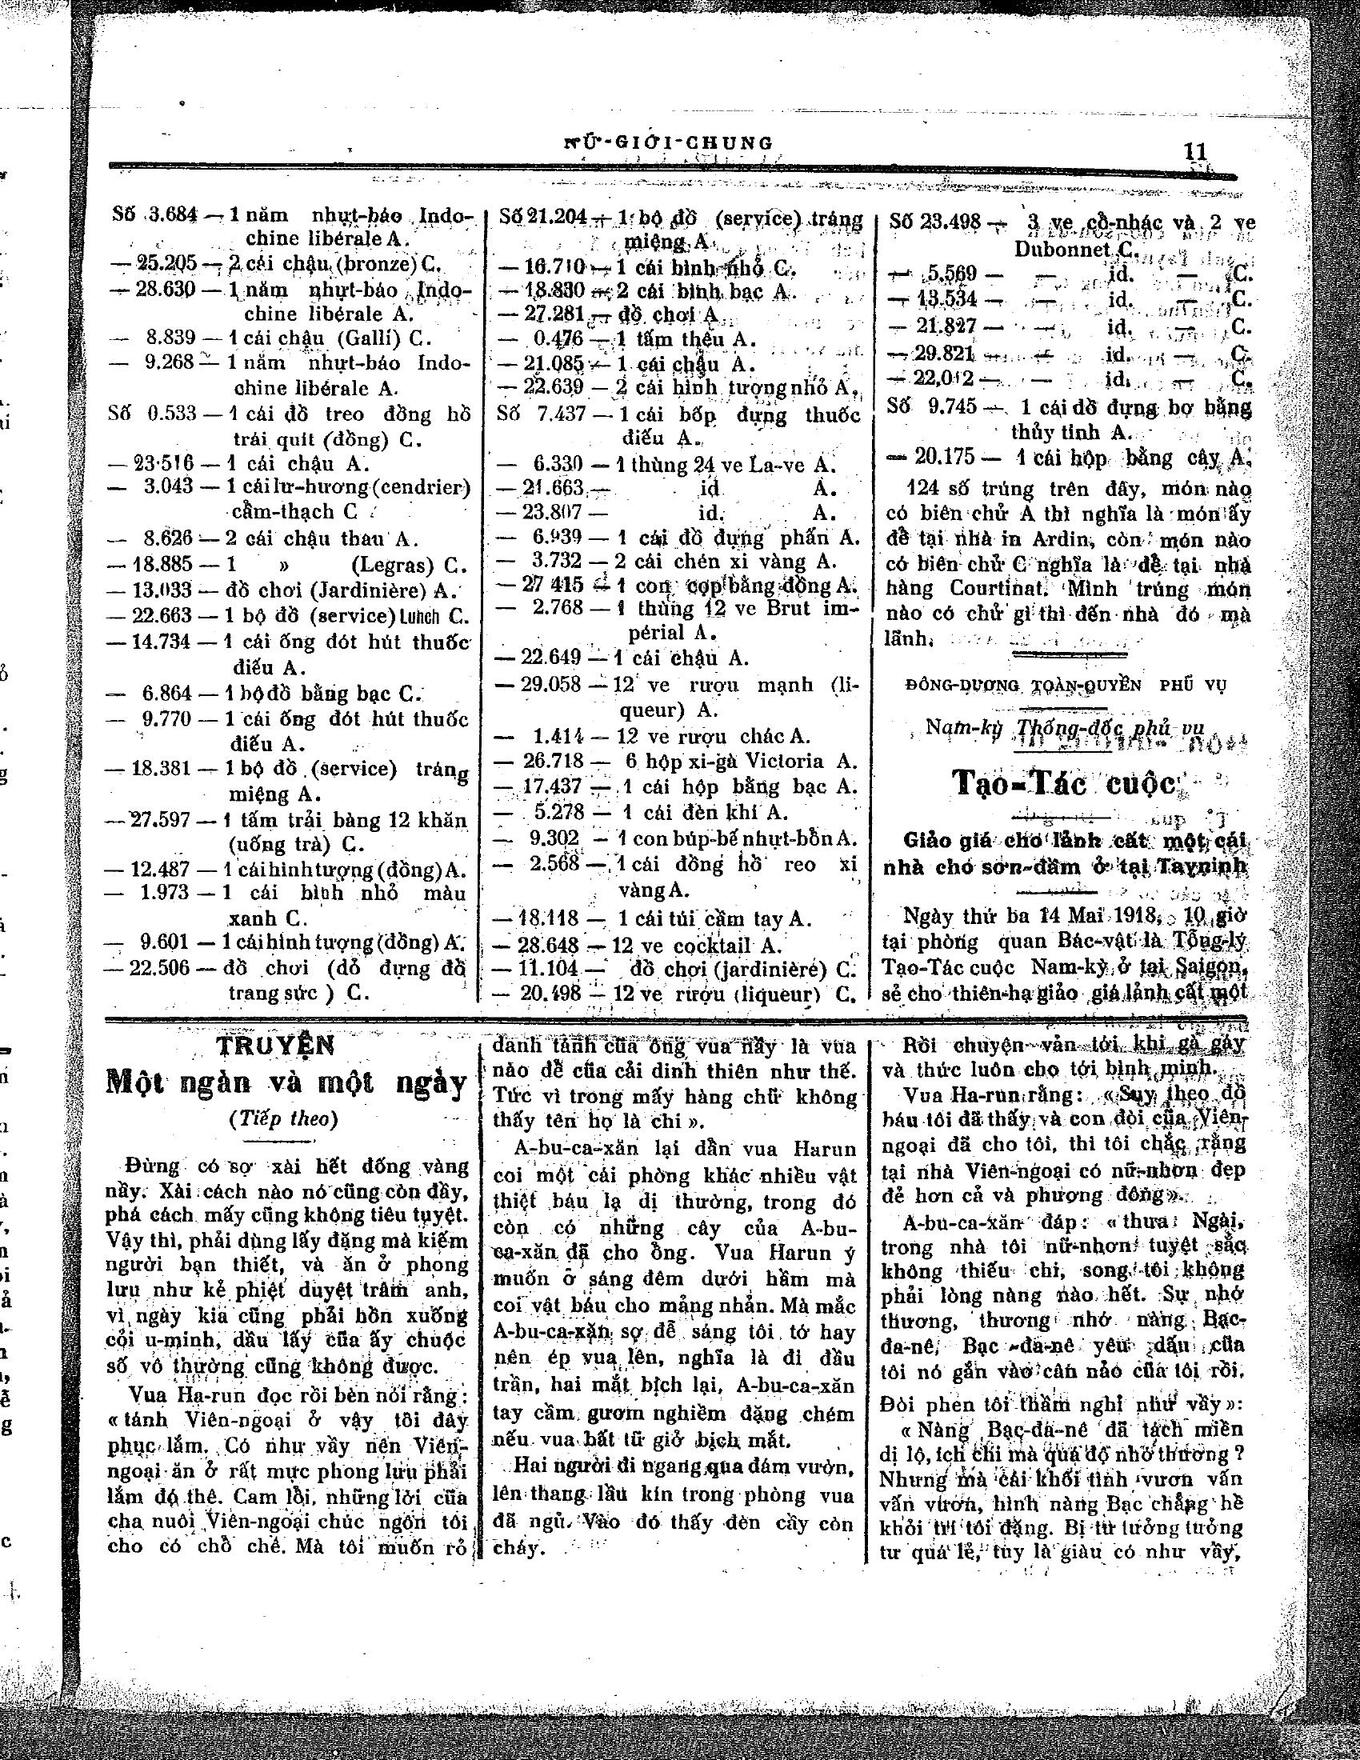 NỮ-GIỚI-CHUNG
11
Số 3.684 — 1 năm nhựt-báo Indo-
chine libérale A.
— 25.205 — 2 cái chậu (bronze) C.
— 28.630 — 1 năm nhựt-báo Indo-
chine libérale A.
— 8.839 — 1 cái chậu (Galli) C.
— 9.268 — 1 năm nhựt-báo Indo-
chine libérale A.
Số 0.533 — 1 cái đồ treo đồng hồ
trái quit (đồng) C.
— 23.516 — 1 cái chậu A.
— 3.043 — 1 cái lư-hương (cendrier)
cẩm-thạch C
— 8.626 — 2 cái chậu thau A.
— 18.885 — 1 » (Legras) C.
— 13.033 — đồ chơi (Jardinière) A.
— 22.663 — 1 bộ đồ (service) Lunch C.
— 14.734 — 1 cái ống đót hút thuốc
điếu A.
— 6.864 — 1 bộ đồ bằng bạc C.
— 9.770 — 1 cái ống đót hút thuốc
điếu A.
— 18.381 — 1 bộ đồ (service) tráng
miệng A.
— 27.597 — 1 tấm trải bàng 12 khăn
(uống trà) C.
— 12.487 — 1 cái hình tượng (đồng) A.
— 1.973 — 1 cái bình nhỏ màu
xanh C.
— 9.601 — 1 cái hình tượng (đồng) A.
— 22.506 — đồ chơi (dỏ đựng đồ
trang sức ) C.
Số 21.204 — 1 bộ đồ (service) tráng
miệng A.
— 16.710 — 1 cái bình nhỏ C.
— 18.830 — 2 cái bình bạc A.
— 27.281 — đồ chơi A.
— 0.476 — 1 tấm thêu A.
— 21.085 — 1 cái chậu A.
— 22.639 — 2 cái hình tượng nhỏ A.
Số 7.437 — 1 cái bốp đựng thuốc
điếu A.
— 6.330 — 1 thùng 24 ve La-ve A.
— 21.663 — id A.
— 23.807 — id. A.
— 6.939 — 1 cái đồ đựng phấn A.
— 3.732 — 2 cái chén xi vàng A.
— 27 415 — 1 con cọp bằng đồng A.
— 2.768 — 1 thùng 12 ve Brut im-
périal A.
— 22.649 — 1 cái chậu A.
— 29.058 — 12 ve rượu mạnh (li-
queur) A.
— 1.414 — 12 ve rượu chác A.
— 26.718 — 6 hộp xi-gà Victoria A.
— 17.437 — 1 cái hộp bằng bạc A.
— 5.278 — 1 cái đèn khí A.
— 9.302 — 1 con búp-bế nhựt-bổn A.
— 2.568 — 1 cái đồng hồ reo xi
vàng A.
— 18.118 — 1 cái túi cầm tay A.
— 28.648 — 12 ve cocktail A.
— 11.104 — đồ chơi (jardinière) C.
— 20.498 — 12 ve rượu (liqueur) C.
Số 23.498 — 3 ve cồ-nhác và 2 ve
Dubonnet C.
— 5.569 — — id. — C.
— 13.534 — — id. — C.
— 21.827 — — id. — C.
— 29.821 — — id. — C.
— 22.012 — — id. — C.
Số 9.745 — 1 cái đồ đựng bơ bằng
thủy tinh A.
— 20.175 — 1 cái hộp bằng cây A.
124 số trúng trên đây, món nào
có biên chử A thì nghĩa là món ấy
để tại nhà in Ardin, còn món nào
có biên chử C nghĩa là để tại nhà
hàng Courtinat. Mình trúng món
nào có chử gì thì đến nhà đó mà
lãnh.
ĐÔNG-DƯƠNG TOÀN-QUYỀN PHỦ VỤ
Nam-kỳ Thống-đốc phủ vụ
Tạo-Tác cuộc
Giảo giá cho lảnh cất một cái
nhà chó sơn-đầm ở tại Tayninh
Ngày thứ ba 14 Mai 1918, 10 giờ
tại phòng quan Bác-vật là Tổng-lý
Tạo-Tác cuộc Nam-kỳ ở tại Saigon,
sẻ cho thiên-hạ giảo giá lảnh cất một
TRUYỆN
Một ngàn và một ngày
(Tiếp theo)
Đừng có sợ xài hết đống vàng
nầy. Xài cách nào nó cũng còn đầy,
phá cách mấy cũng không tiêu tuyệt.
Vậy thì, phải dùng lấy đặng mà kiếm
người bạn thiết, và ăn ở phong
lưu như kẻ phiệt duyệt trâm anh,
vì ngày kia cũng phải hồn xuống
cỏi u-minh, dầu lấy của ấy chuộc
số vô thường cũng không được.
Vua Ha-run đọc rồi bèn nói rằng :
« tánh Viên-ngoại ở vậy tôi đây
phục lắm. Có như vầy nên Viên-
ngoại ăn ở rất mực phong lưu phải
lắm đó thê. Cam lồi, những lời của
cha nuôi Viên-ngoại chúc ngôn tôi
cho có chồ chê. Mà tôi muốn rỏ
danh tánh của ông vua nầy là vua
nào để của cải dinh thiên như thế.
Tức vì trong mấy hàng chữ không
thấy tên họ là chi ».
A-bu-ca-xăn lại dẩn vua Harun
coi một cái phòng khác nhiều vật
thiệt báu lạ dị thường, trong đó
còn có những cây của A-bu-
ca-xăn đã cho ổng. Vua Harun ý
muốn ở sáng đêm dưới hầm mà
coi vật báu cho mảng nhản. Mà mắc
A-bu-ca-xăn sợ để sáng tôi tớ hay
nên ép vua lên, nghĩa là đi đầu
trần, hai mắt bịch lại, A-bu-ca-xăn
tay cầm gươm nghiểm đặng chém
nếu vua bất tử giở bịch mắt.
Hai người đi ngang qua đám vườn,
lên thang lầu kín trong phòng vua
đã ngủ. Vào đó thấy đèn cầy còn
cháy.
Rồi chuyện vản tới khi gà gáy
và thức luôn cho tới bình minh.
Vua Ha-run rằng: « Suy theo đồ
báu tôi đã thấy và con đòi của Viên-
ngoại đã cho tôi, thì tôi chắc rằng
tại nhà Viên-ngoại có nữ-nhơn đẹp
đẻ hơn cả và phượng đông».
A-bu-ca-xăn đáp : « thưa Ngài,
trong nhà tôi nữ-nhơn tuyệt sắc
không thiếu chi, song tôi không
phải lòng nàng nào hết. Sự nhớ
thương, thương nhớ nàng Bạc-
đa-nê, Bạc-đa-nê yêu dấu của
tôi nó gắn vào cân nảo của tôi rồi.
Đòi phen tôi thầm nghỉ như vầy»:
« Nàng Bạc-đa-nê đã tách miền
dị lộ, ích chi mà quá độ nhớ thương ?
Nhưng mà cái khối tình vươn vấn
vấn vươn, hình nàng Bạc chẳng hề
khỏi trí tôi đặng. Bị tư tưởng tưởng
tư quá lẻ, tuy là giàu có như vầy,